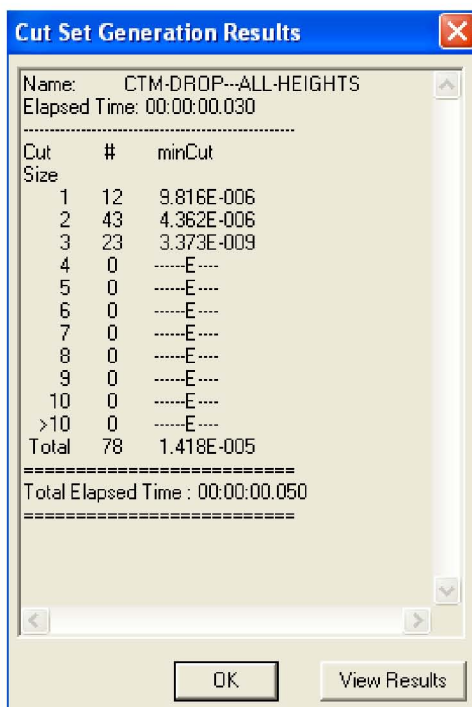 Cut Set Generation Results
Name: CTM-DROP---ALL-HEIGHTS
Elapsed Time: 00:00:00.030
------------------------------------------------
Cut # minCut
Size
1 12 9.816E-006
2 43 4.362E-006
3 23 3.373E-009
4 0 ------E----
5 0 ------E----
6 0 ------E----
7 0 ------E----
8 0 ------E----
9 0 ------E----
10 0 ------E----
>10 0 ------E----
Total 78 1.418E-005
==========================
Total Elapsed Time : 00:00:00.050
==========================
OK View Results